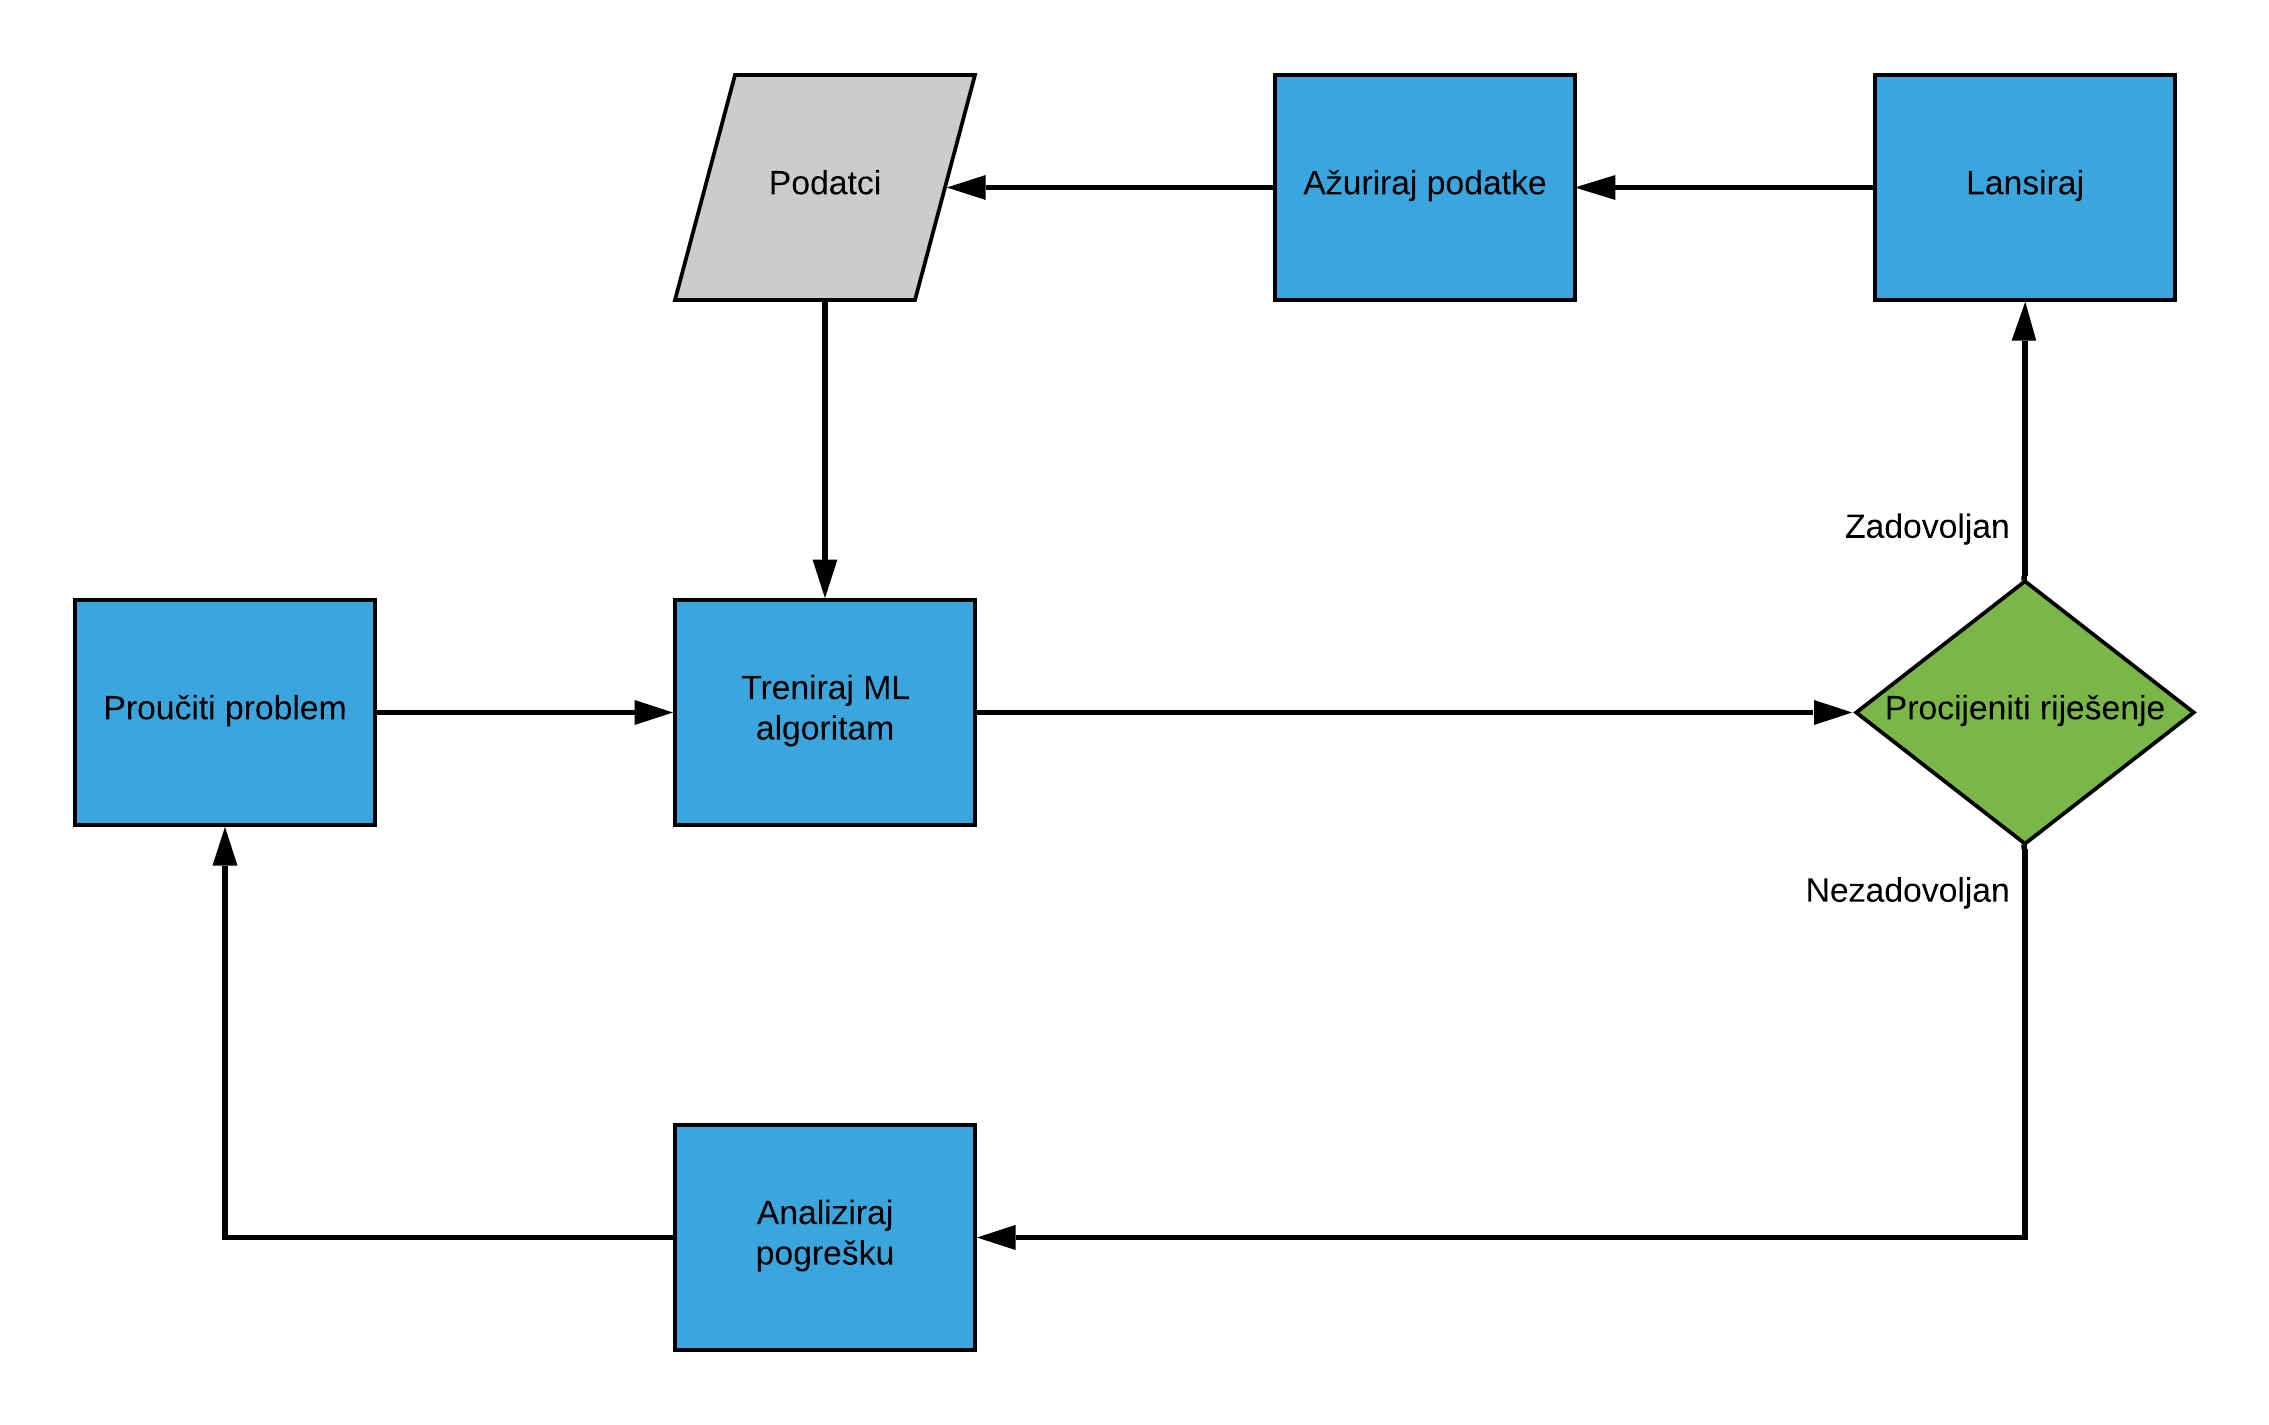 Podatci
Ažuriraj podatke
Lansiraj
Zadovoljan
Proučiti problem
Treniraj ML
algoritam
Procijeniti riješenje
Nezadovoljan
Analiziraj
pogrešku